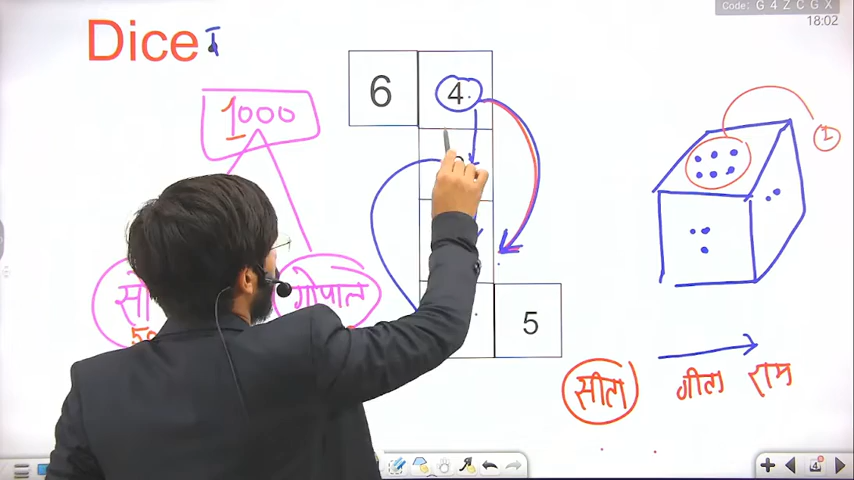 Code: G 4 Z C G X
18:02
Dice I
6 4
1000
1
गोपाल
5
सीता गीता राम